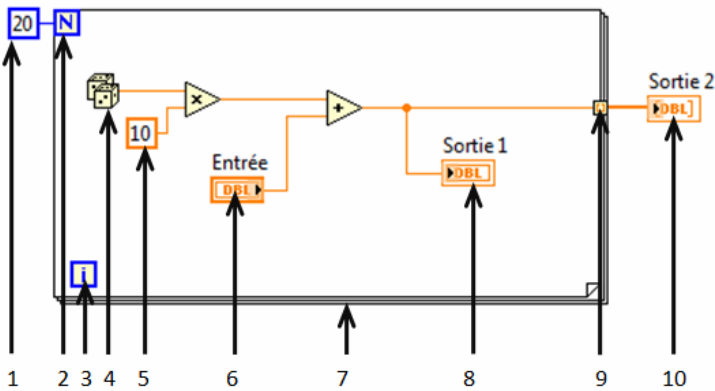 20 N
Sortie 2
DBL]
×
+
10
Sortie 1
Entrée
DBL
DBL
i
1 2 3 4 5 6 7 8 9 10